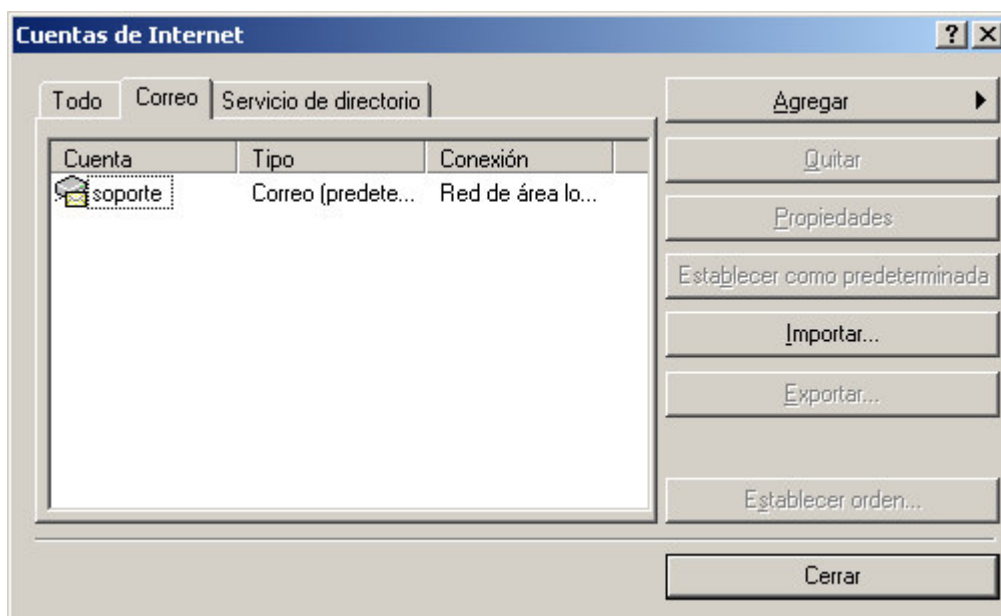 Cuentas de Internet
Todo Correo Servicio de directorio
Cuenta Tipo Conexión
soporte Correo (predete... Red de área lo...
Agregar
Quitar
Propiedades
Establecer como predeterminada
Importar...
Exportar...
Establecer orden...
Cerrar